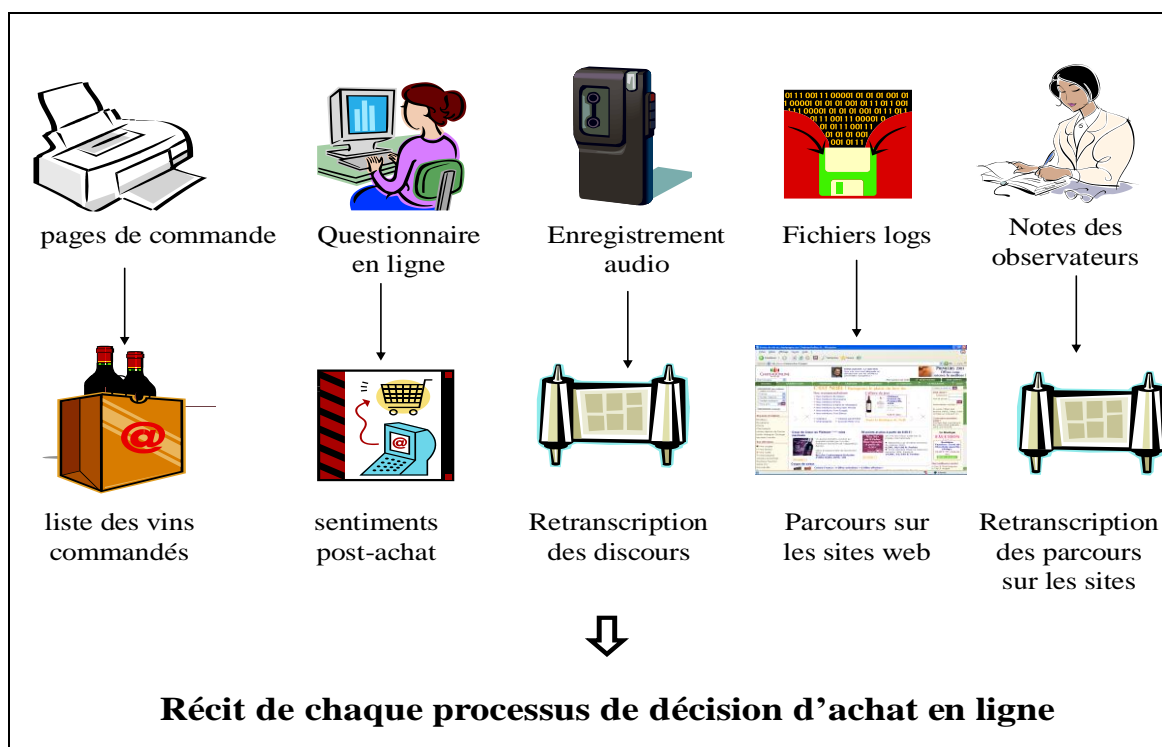 pages de commande
Questionnaire
en ligne
Enregistrement
audio
Fichiers logs
Notes des
observateurs
liste des vins
commandés
sentiments
post-achat
Retranscription
des discours
Parcours sur
les sites web
Retranscription
des parcours
sur les sites
Récit de chaque processus de décision d’achat en ligne